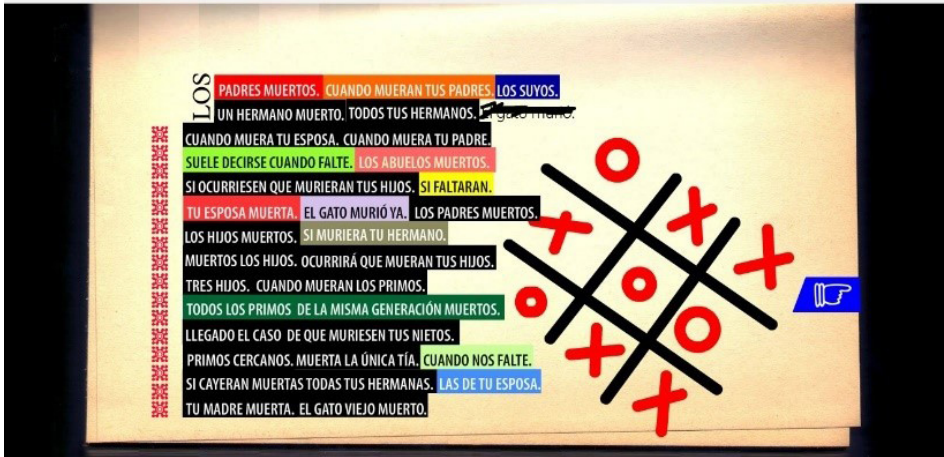 LOS
PADRES MUERTOS. CUANDO MUERAN TUS PADRES. LOS SUYOS.
UN HERMANO MUERTO. TODOS TUS HERMANOS. El gato murió.
CUANDO MUERA TU ESPOSA. CUANDO MUERA TU PADRE.
SUELE DECIRSE CUANDO FALTE. LOS ABUELOS MUERTOS.
SI OCURRIESEN QUE MURIERAN TUS HIJOS. SI FALTARAN.
TU ESPOSA MUERTA. EL GATO MURIÓ YA. LOS PADRES MUERTOS.
LOS HIJOS MUERTOS. SI MURIERA TU HERMANO.
MUERTOS LOS HIJOS. OCURRIRÁ QUE MUERAN TUS HIJOS.
TRES HIJOS. CUANDO MUERAN LOS PRIMOS.
TODOS LOS PRIMOS DE LA MISMA GENERACIÓN MUERTOS.
LLEGADO EL CASO DE QUE MURIESEN TUS NIETOS.
PRIMOS CERCANOS. MUERTA LA ÚNICA TÍA. CUANDO NOS FALTE.
SI CAYERAN MUERTAS TODAS TUS HERMANAS. LAS DE TU ESPOSA.
TU MADRE MUERTA. EL GATO VIEJO MUERTO.